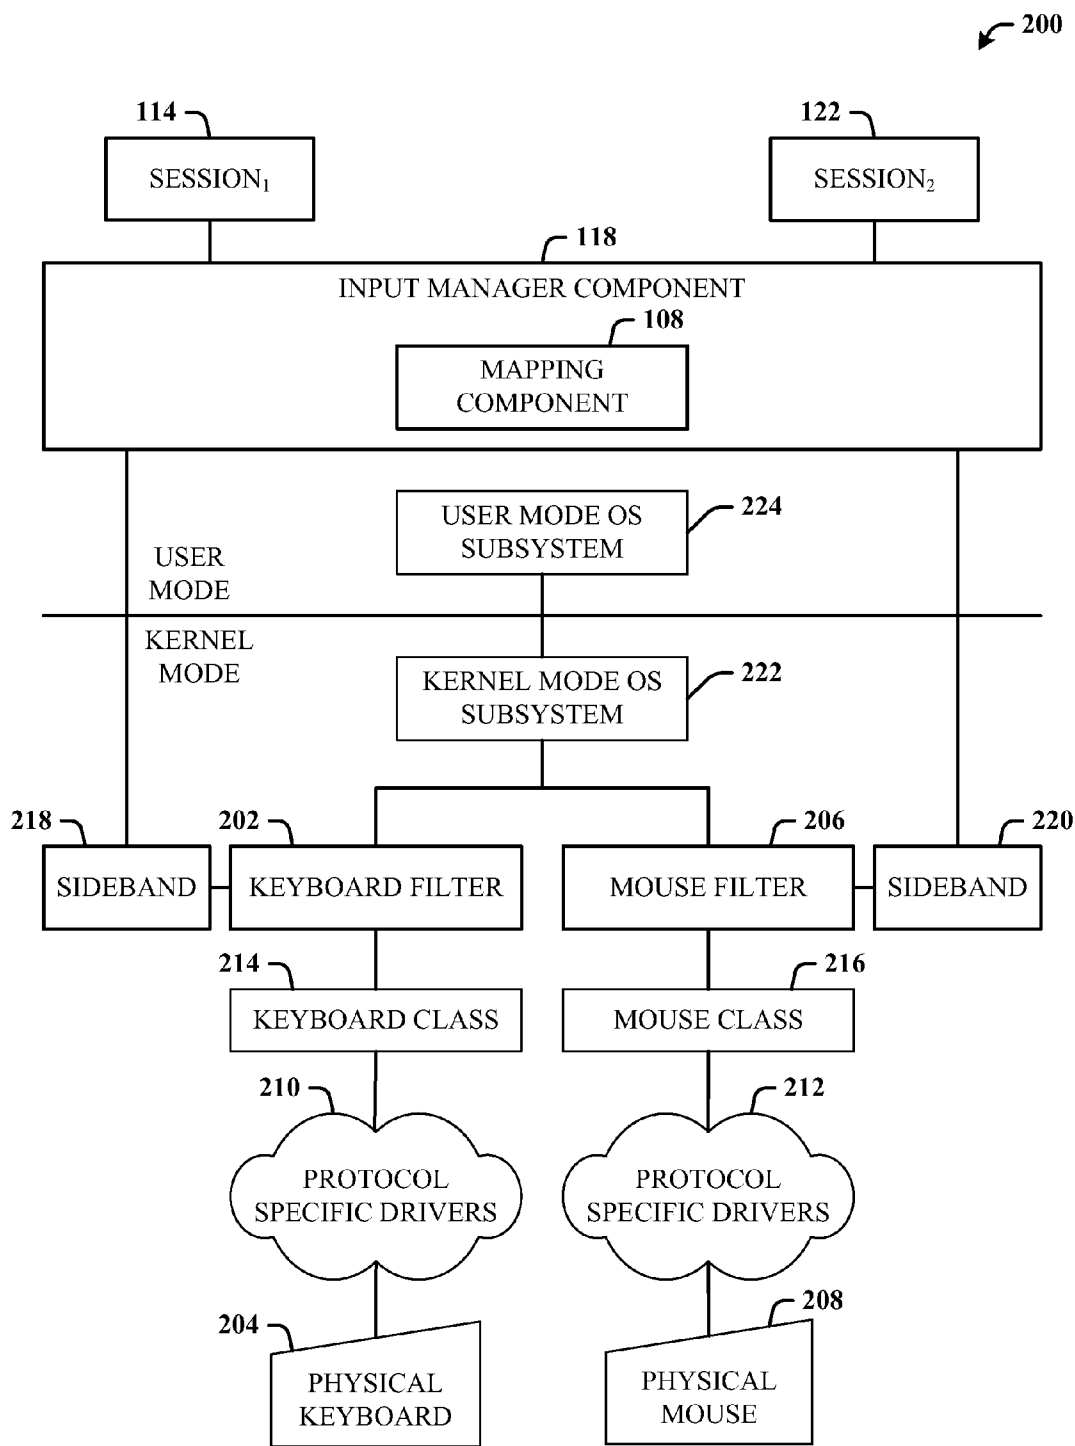 200
114
122
SESSION₁
SESSION₂
118
INPUT MANAGER COMPONENT
108
MAPPING
COMPONENT
USER MODE OS
SUBSYSTEM
224
USER
MODE
KERNEL
MODE
KERNEL MODE OS
SUBSYSTEM
222
218
202
206
220
SIDEBAND
KEYBOARD FILTER
MOUSE FILTER
SIDEBAND
214
216
KEYBOARD CLASS
MOUSE CLASS
210
212
PROTOCOL
SPECIFIC DRIVERS
PROTOCOL
SPECIFIC DRIVERS
204
208
PHYSICAL
KEYBOARD
PHYSICAL
MOUSE